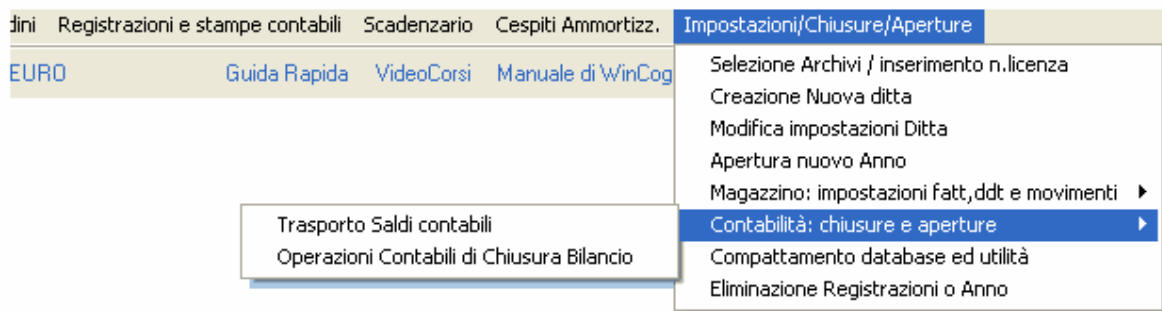 dini Registrazioni e stampe contabili Scadenzario Cespiti Ammortizz. Impostazioni/Chiusure/Aperture
EURO Guida Rapida VideoCorsi Manuale di WinCog
Selezione Archivi / inserimento n.licenza
Creazione Nuova ditta
Modifica impostazioni Ditta
Apertura nuovo Anno
Magazzino: impostazioni fatt,ddt e movimenti
Contabilità: chiusure e aperture
Compattamento database ed utilità
Eliminazione Registrazioni o Anno
Trasporto Saldi contabili
Operazioni Contabili di Chiusura Bilancio